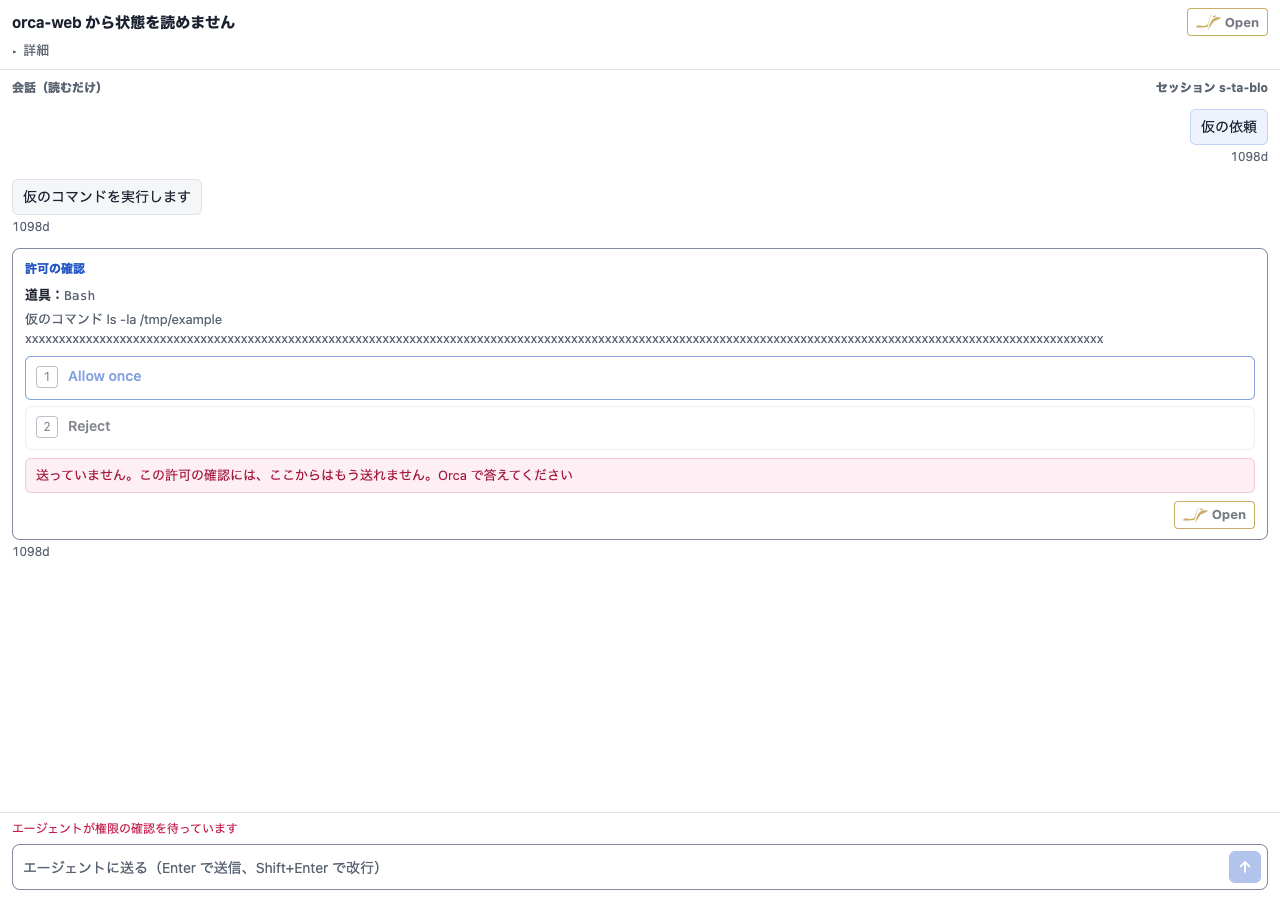 orca-web から状態を読めません
Open
詳細
会話（読むだけ）
セッション s-ta-blo
仮の依頼
1098d
仮のコマンドを実行します
1098d
許可の確認
道具：Bash
仮のコマンド ls -la /tmp/example
xxxxxxxxxxxxxxxxxxxxxxxxxxxxxxxxxxxxxxxxxxxxxxxxxxxxxxxxxxxxxxxxxxxxxxxxxxxxxxxxxxxxxxxxxxxxxxxxxxxxxxxxxxxxxxxxxxxxxxxxxxxxxxxxxxxxxxxxxxxxxxxxxxxxxxxxxxxx
1 Allow once
2 Reject
送っていません。この許可の確認には、ここからはもう送れません。Orca で答えてください
Open
1098d
エージェントが権限の確認を待っています
エージェントに送る（Enter で送信、Shift+Enter で改行）